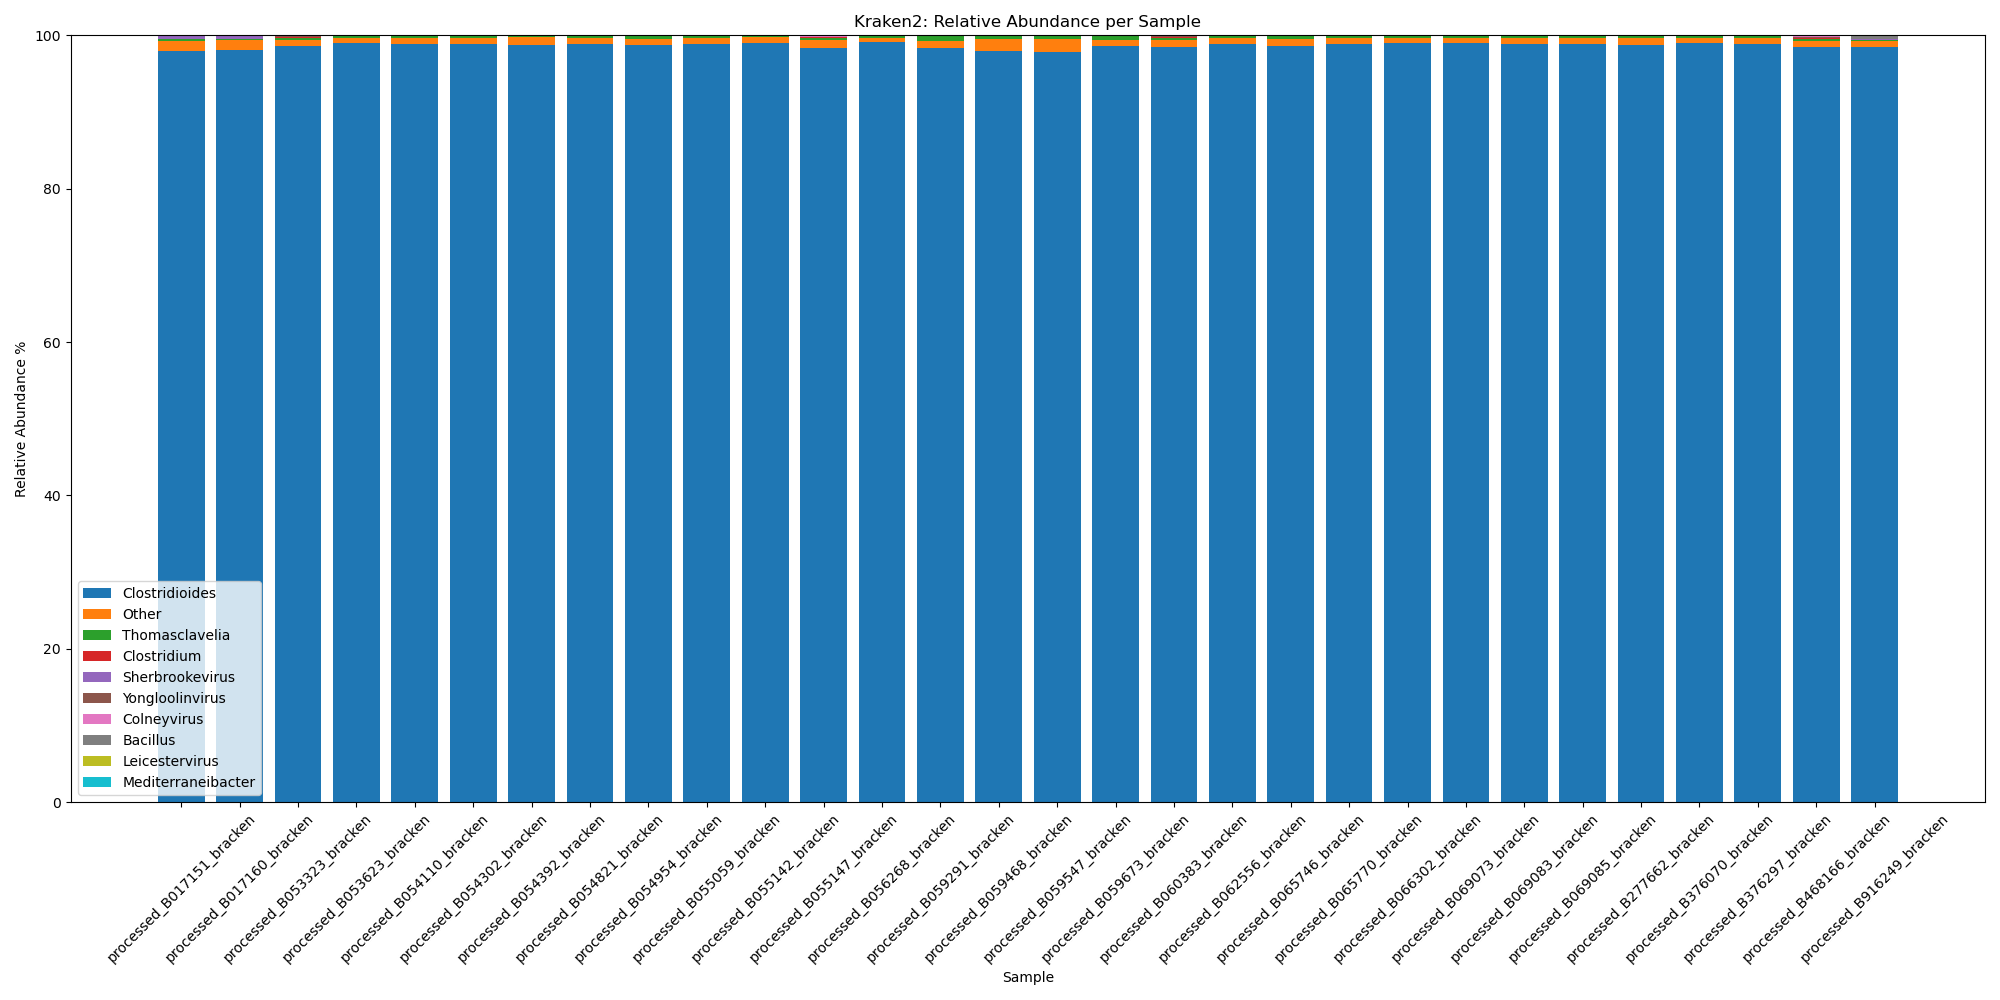 Kraken2: Relative Abundance per Sample
Relative Abundance %
100
80
60
40
20
0
Clostridioides
Other
Thomasclavelia
Clostridium
Sherbrookevirus
Yongloolinvirus
Colneyvirus
Bacillus
Leicestervirus
Mediterraneibacter
processed_B017151_bracken
processed_B017160_bracken
processed_B053323_bracken
processed_B053623_bracken
processed_B054110_bracken
processed_B054302_bracken
processed_B054392_bracken
processed_B054821_bracken
processed_B054954_bracken
processed_B055059_bracken
processed_B055142_bracken
processed_B055147_bracken
processed_B056268_bracken
processed_B059291_bracken
processed_B059468_bracken
processed_B059547_bracken
processed_B059673_bracken
processed_B060383_bracken
processed_B062556_bracken
processed_B065746_bracken
processed_B065770_bracken
processed_B066302_bracken
processed_B069073_bracken
processed_B069083_bracken
processed_B069085_bracken
processed_B277662_bracken
processed_B376070_bracken
processed_B376297_bracken
processed_B468166_bracken
processed_B916249_bracken
Sample